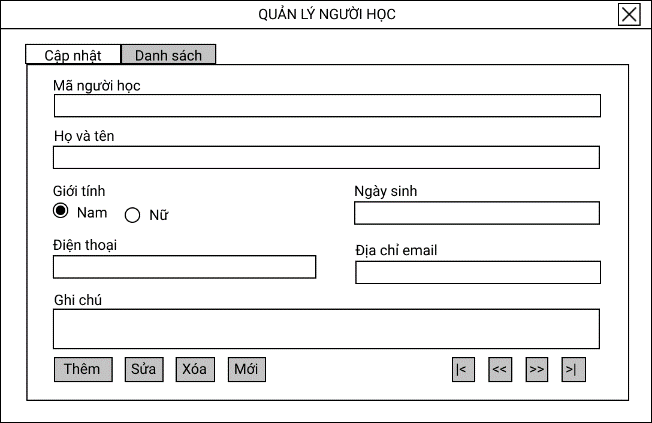 QUẢN LÝ NGƯỜI HỌC
Cập nhật Danh sách
Mã người học
Họ và tên
Giới tính Ngày sinh
Nam Nữ
Điện thoại Địa chỉ email
Ghi chú
Thêm Sửa Xóa Mới |< << >> >|